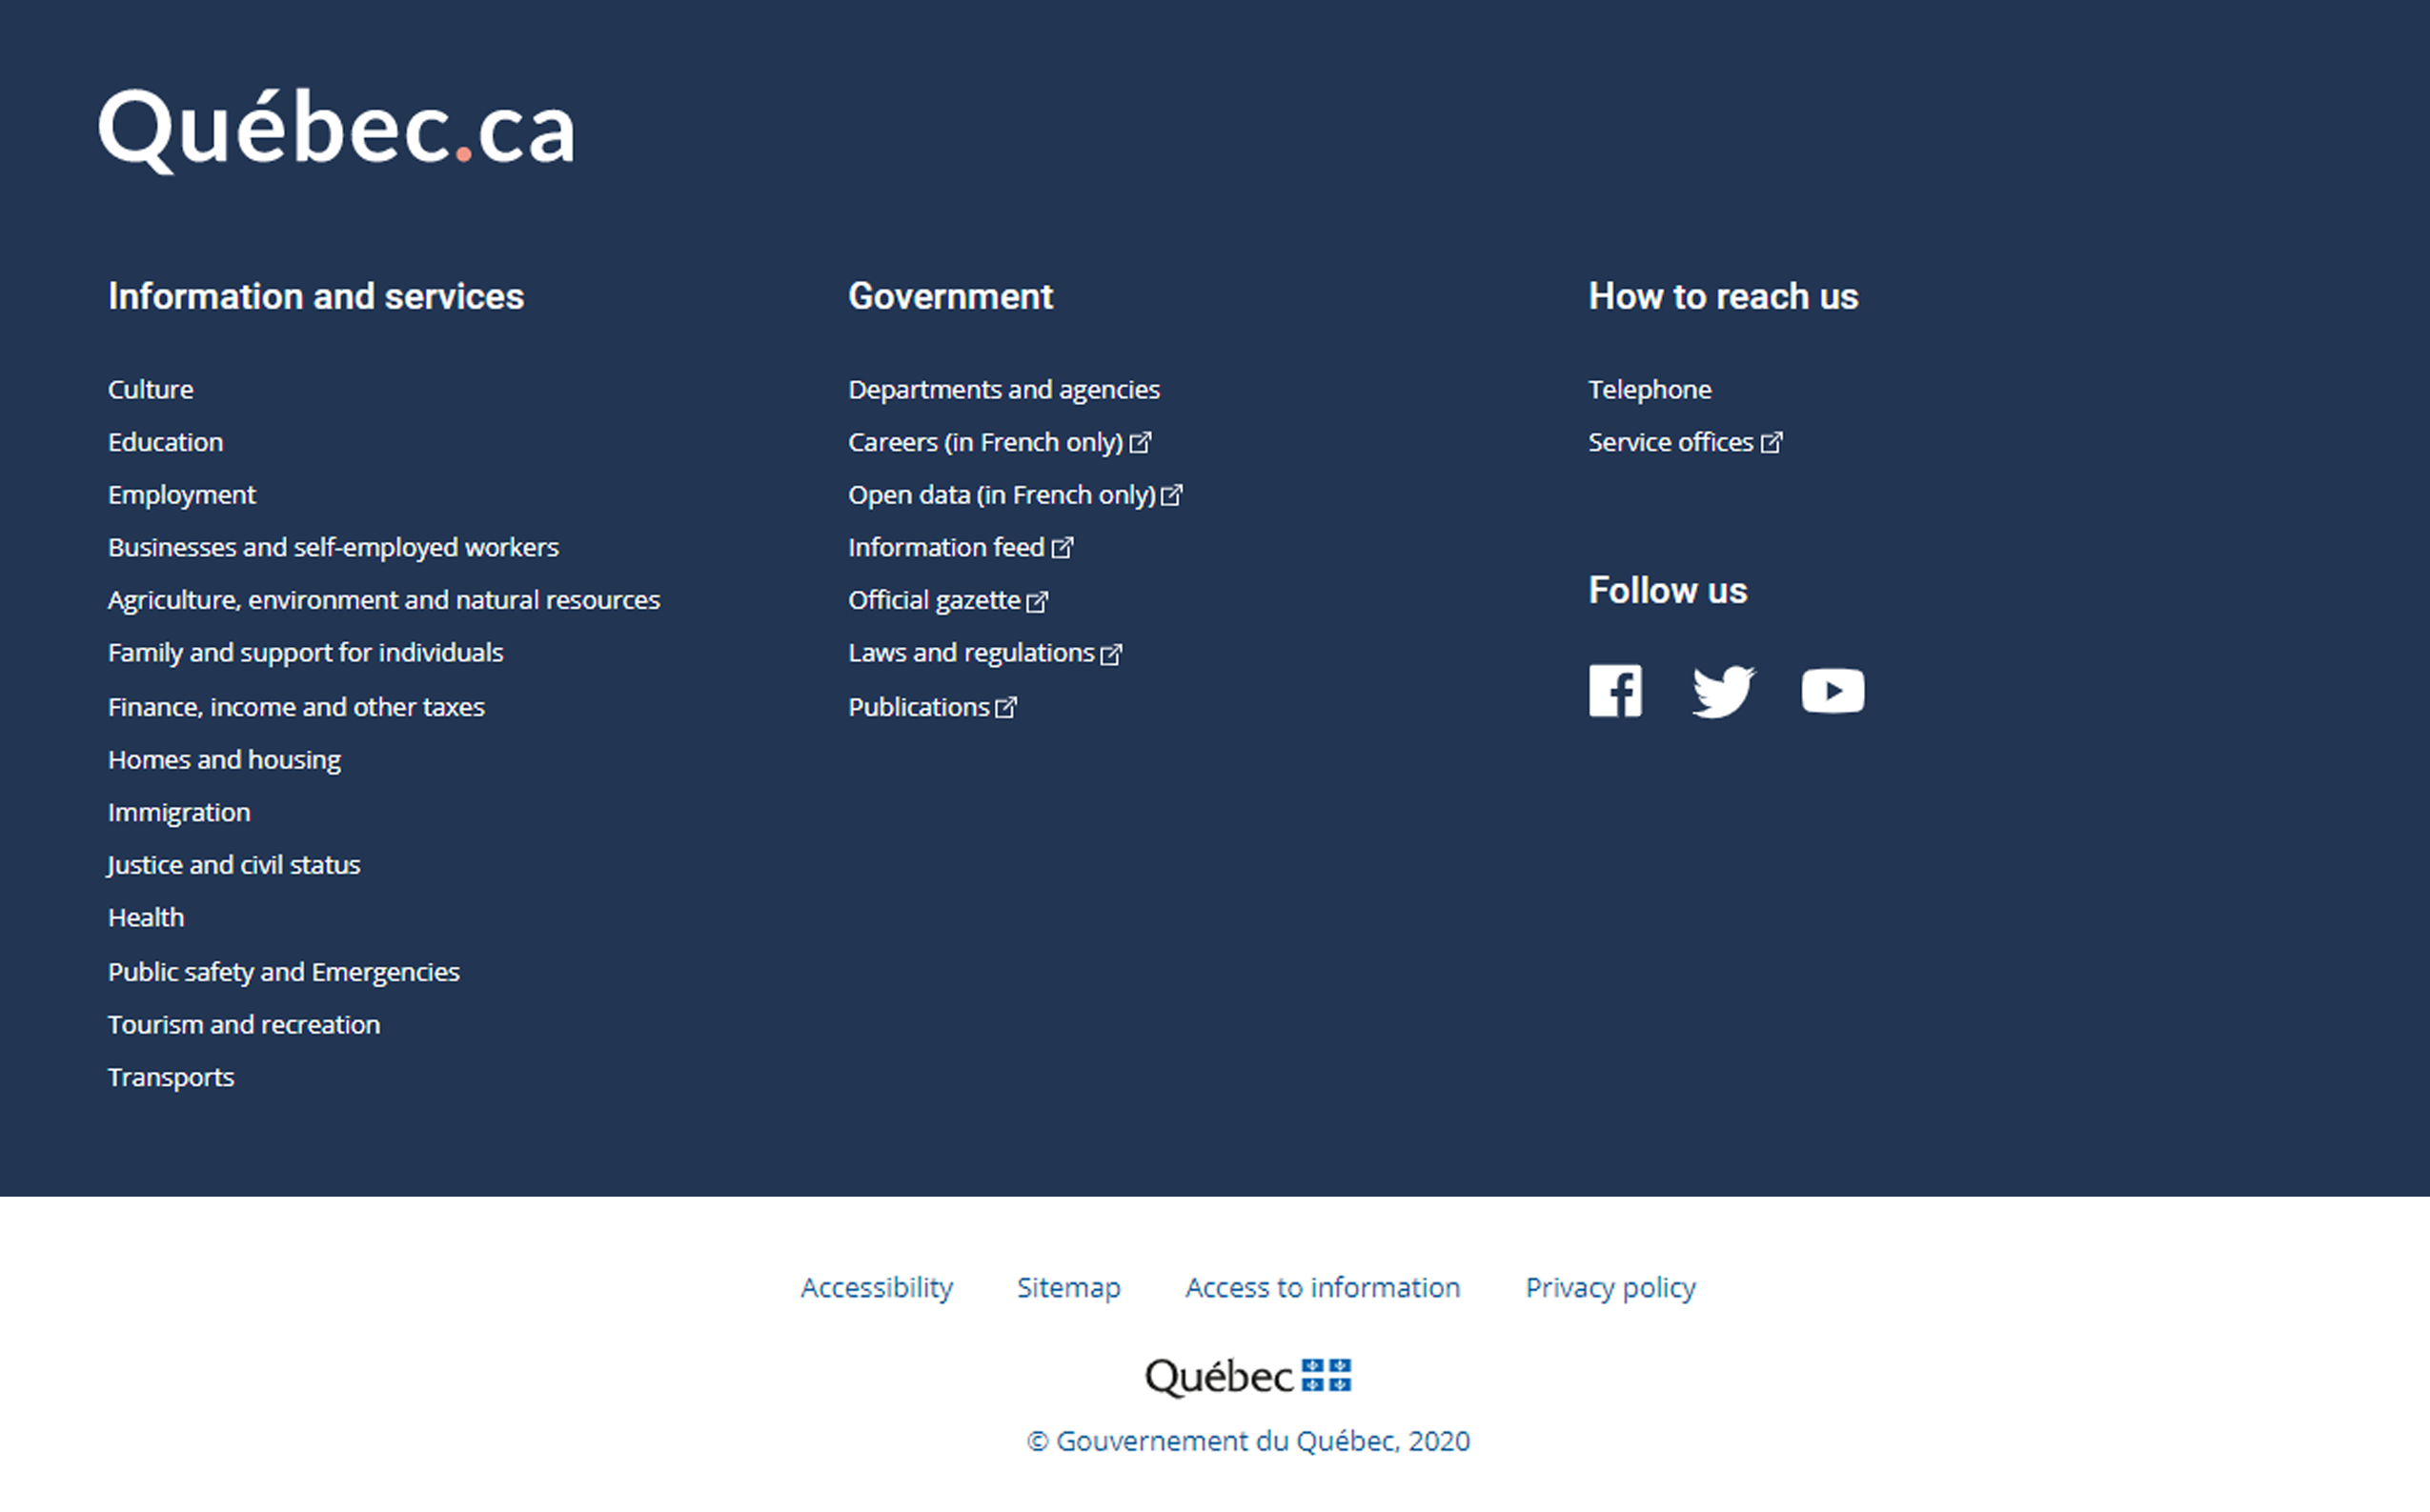 Québec.ca
Information and services
Culture
Education
Employment
Businesses and self-employed workers
Agriculture, environment and natural resources
Family and support for individuals
Finance, income and other taxes
Homes and housing
Immigration
Justice and civil status
Health
Public safety and Emergencies
Tourism and recreation
Transports
Government
Departments and agencies
Careers (in French only)
Open data (in French only)
Information feed
Official gazette
Laws and regulations
Publications
How to reach us
Telephone
Service offices
Follow us
Accessibility Sitemap Access to information Privacy policy
Québec
© Gouvernement du Québec, 2020